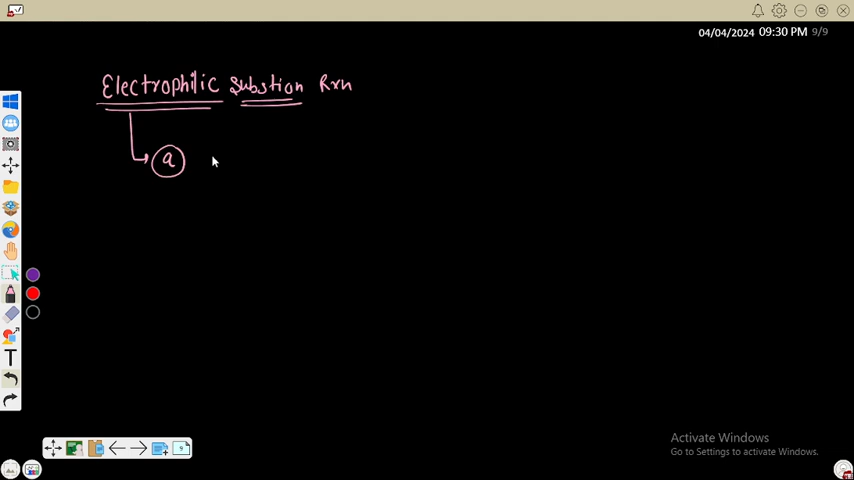 04/04/2024 09:30 PM 9/9
Electrophilic Substion Rxn
a
T
9
Activate Windows
Go to Settings to activate Windows.